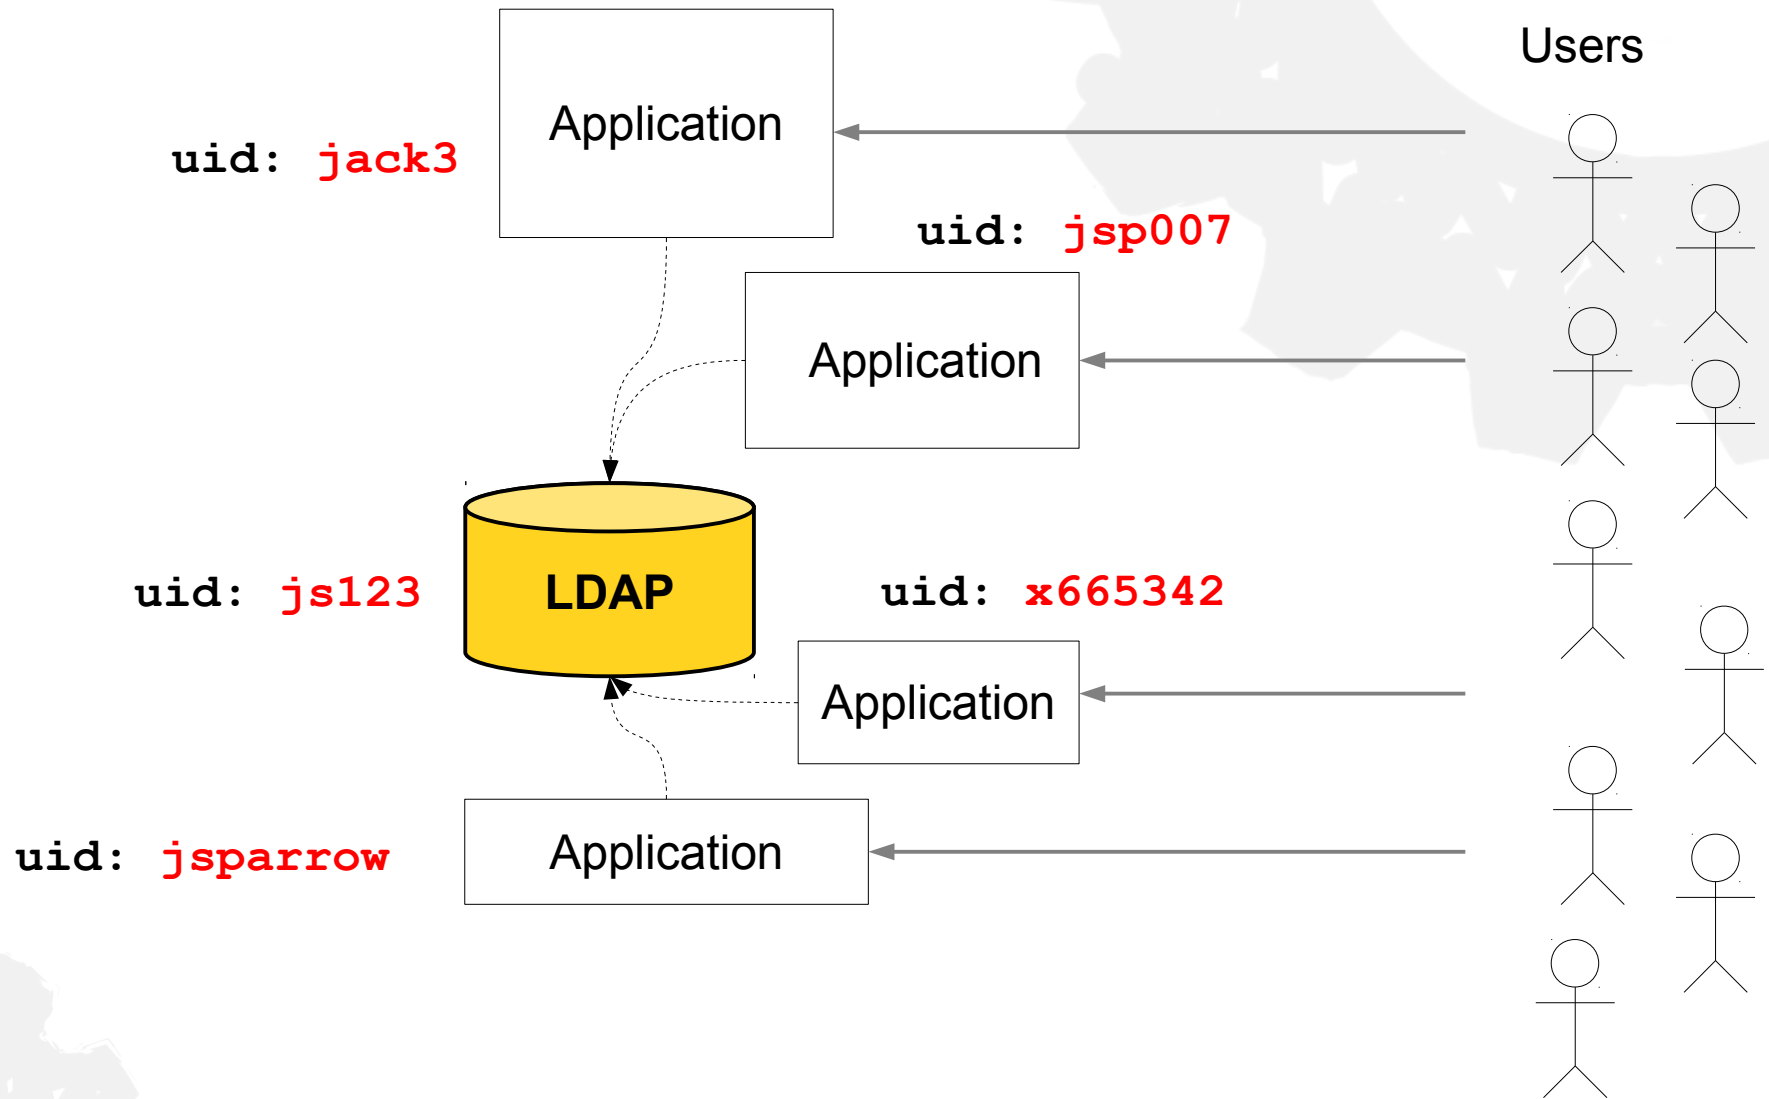 Users
Application
uid: jack3
uid: jsp007
Application
uid: js123
LDAP
uid: x665342
Application
uid: jsparrow
Application